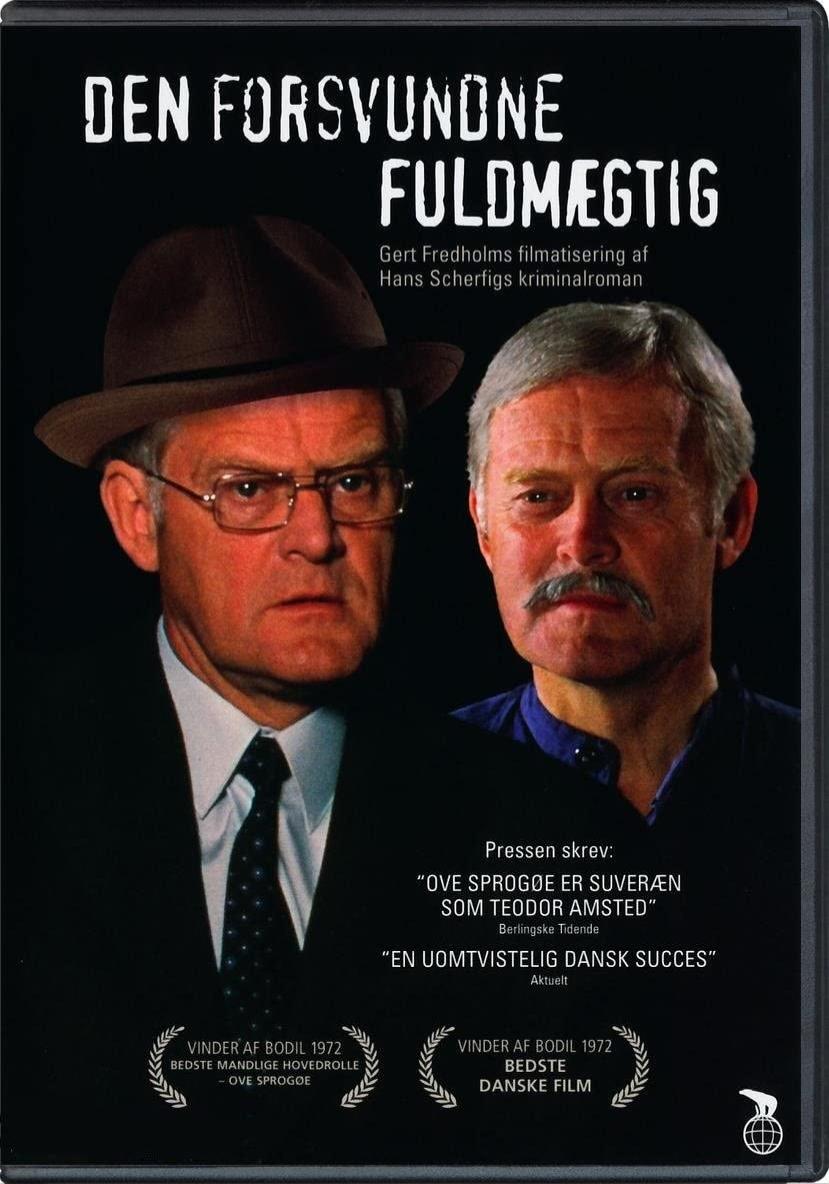 DEN FORSVUNDNE
FULDMÆGTIG
Gert Fredholms filmatisering af
Hans Scherfigs kriminalroman
Pressen skrev:
“OVE SPROGØE ER SUVERÆN
SOM TEODOR AMSTED”
Berlingske Tidende
“EN UOMTVISTELIG DANSK SUCCES”
Aktuelt
VINDER AF BODIL 1972
BEDSTE MANDLIGE HOVEDROLLE
– OVE SPROGØE
VINDER AF BODIL 1972
BEDSTE
DANSKE FILM